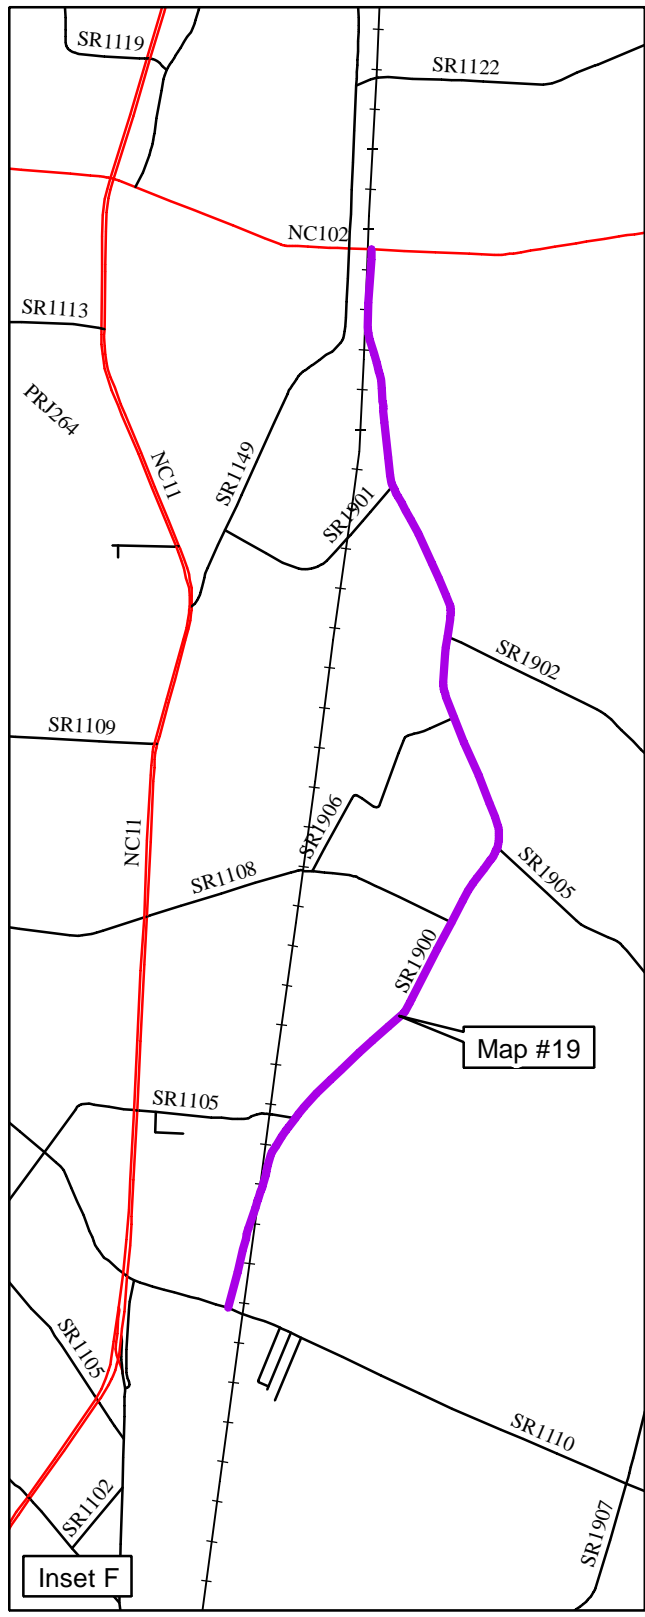 SR1119
SR1122
NC102
SR1113
PRJ264
NC11
SR1149
SR1901
SR1902
SR1109
NC11
SR1906
SR1108
SR1905
SR1900
Map #19
SR1105
SR1105
SR1110
SR1102
SR1907
Inset F